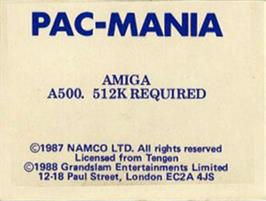 PAC-MANIA
AMIGA
A500. 512K REQUIRED
©1987 NAMCO LTD. All rights reserved
Licensed from Tengen
©1988 Grandslam Entertainments Limited
12-18 Paul Street, London EC2A 4JS